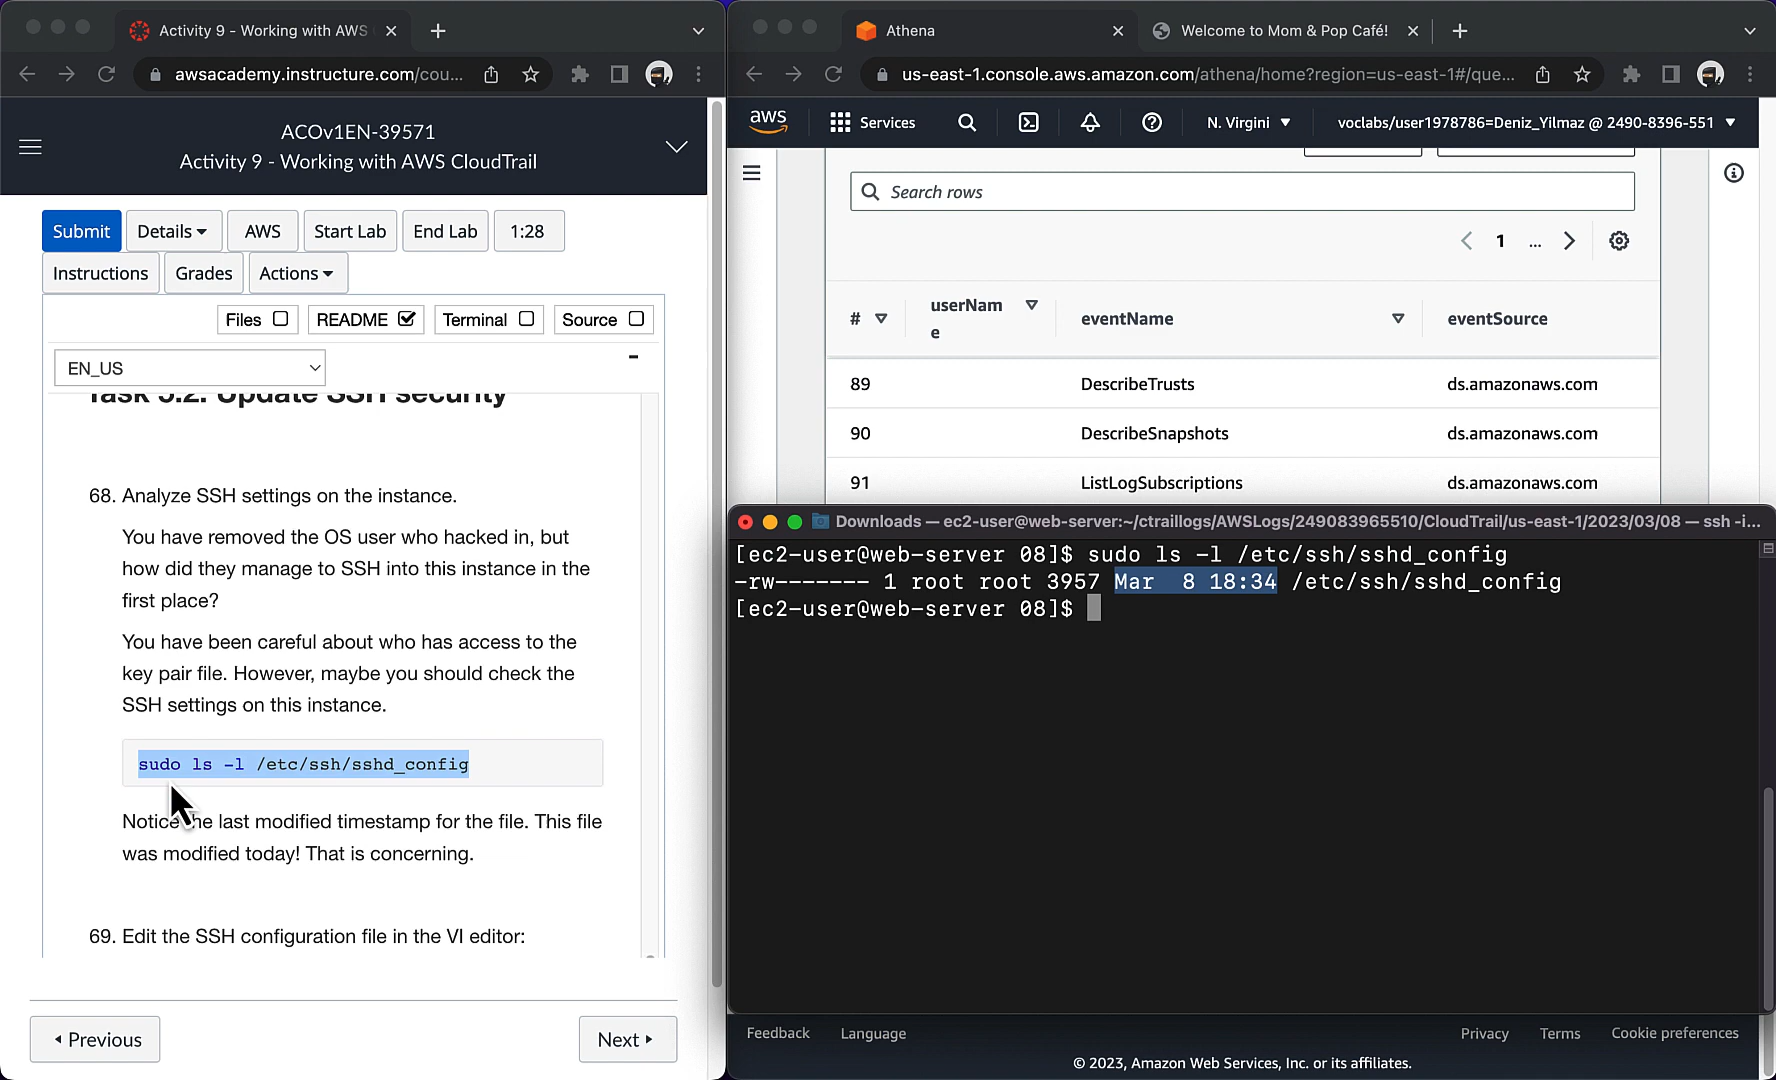 Activity 9 - Working with AWS
awsacademy.instructure.com/cou...
ACOv1EN-39571
Activity 9 - Working with AWS CloudTrail
Submit
Details
AWS
Start Lab
End Lab
1:28
Instructions
Grades
Actions
Files
README
Terminal
Source
EN_US
Task 5.2: Update SSH security
68. Analyze SSH settings on the instance.
You have removed the OS user who hacked in, but
how did they manage to SSH into this instance in the
first place?
You have been careful about who has access to the
key pair file. However, maybe you should check the
SSH settings on this instance.
sudo ls -l /etc/ssh/sshd_config
Notice the last modified timestamp for the file. This file
was modified today! That is concerning.
69. Edit the SSH configuration file in the VI editor:
Previous
Next
Athena
Welcome to Mom & Pop Café!
us-east-1.console.aws.amazon.com/athena/home?region=us-east-1#/que...
aws
Services
N. Virgini
voclabs/user1978786=Deniz_Yilmaz @ 2490-8396-551
Search rows
1
...
#
userNam
e
eventName
eventSource
89 DescribeTrusts ds.amazonaws.com
90 DescribeSnapshots ds.amazonaws.com
91 ListLogSubscriptions ds.amazonaws.com
Downloads — ec2-user@web-server:~/ctraillogs/AWSLogs/249083965510/CloudTrail/us-east-1/2023/03/08 — ssh -i...
[ec2-user@web-server 08]$ sudo ls -l /etc/ssh/sshd_config
-rw------- 1 root root 3957 Mar  8 18:34 /etc/ssh/sshd_config
[ec2-user@web-server 08]$
Feedback
Language
Privacy
Terms
Cookie preferences
© 2023, Amazon Web Services, Inc. or its affiliates.